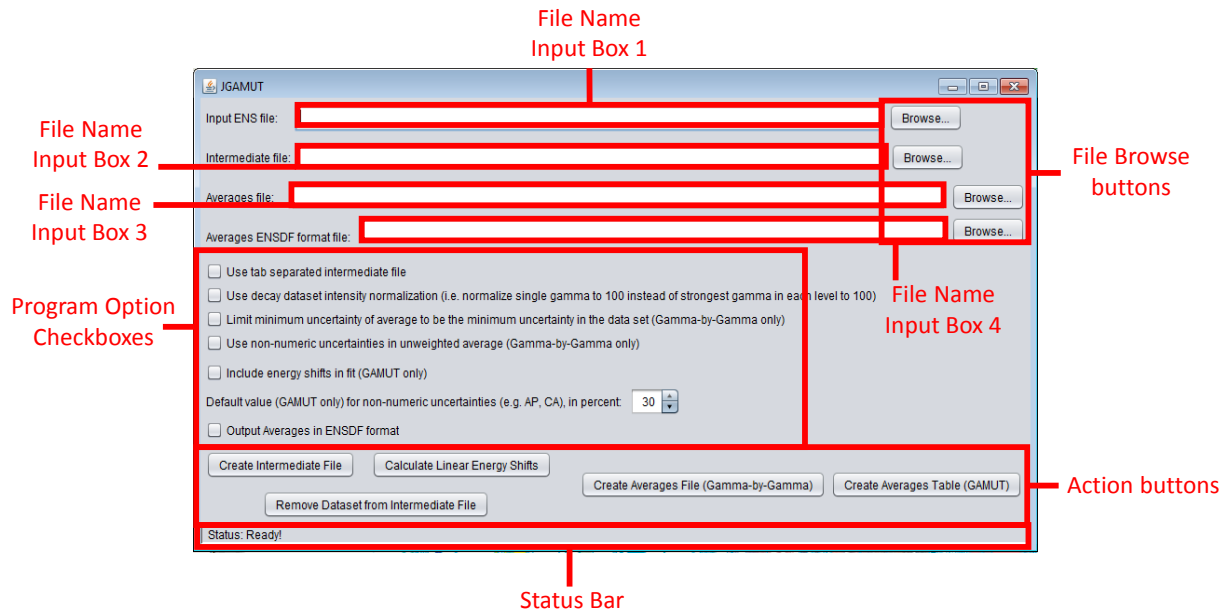 File Name
Input Box 1
JGAMUT
Input ENS file:
Browse...
File Name
Input Box 2
Intermediate file:
Browse...
File Browse
buttons
File Name
Input Box 3
Averages file:
Browse...
Averages ENSDF format file:
Browse...
Program Option
Checkboxes
Use tab separated intermediate file
Use decay dataset intensity normalization (i.e. normalize single gamma to 100 instead of strongest gamma in each level to 100)
Limit minimum uncertainty of average to be the minimum uncertainty in the data set (Gamma-by-Gamma only)
Use non-numeric uncertainties in unweighted average (Gamma-by-Gamma only)
File Name
Input Box 4
Include energy shifts in fit (GAMUT only)
Default value (GAMUT only) for non-numeric uncertainties (e.g. AP, CA), in percent: 30
Output Averages in ENSDF format
Create Intermediate File
Calculate Linear Energy Shifts
Create Averages File (Gamma-by-Gamma)
Create Averages Table (GAMUT)
Remove Dataset from Intermediate File
Action buttons
Status: Ready!
Status Bar